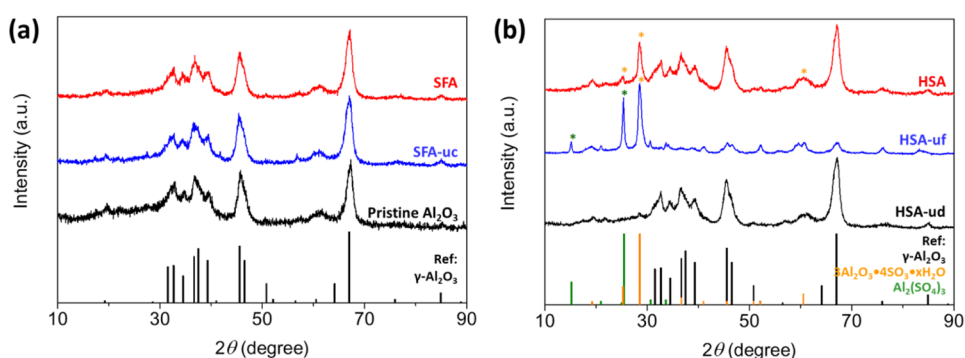 (a)
SFA
SFA-uc
Pristine Al₂O₃
Ref:
γ-Al₂O₃
Intensity (a.u.)
10 30 50 70 90
2θ (degree)
(b)
*
*
*
HSA
*
*
*
HSA-uf
HSA-ud
Ref:
γ-Al₂O₃
3Al₂O₃•4SO₃•xH₂O
Al₂(SO₄)₃
Intensity (a.u.)
10 30 50 70 90
2θ (degree)